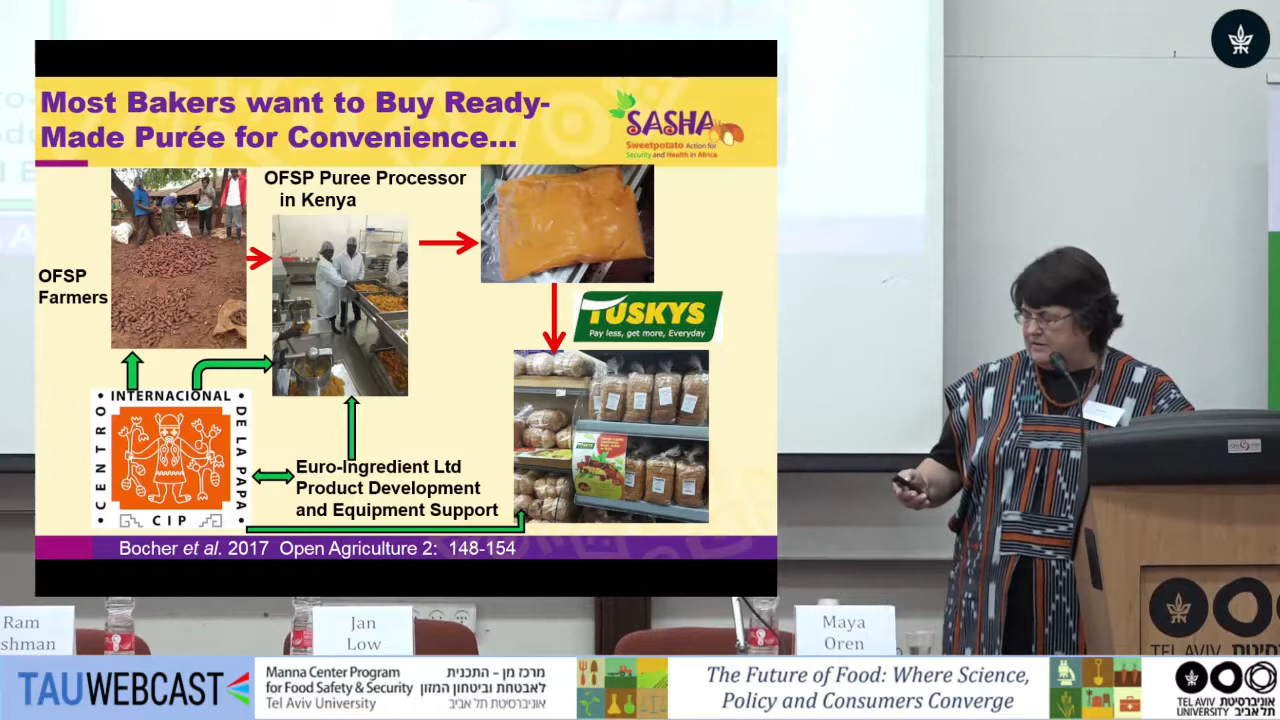 Most Bakers want to Buy Ready-
Made Purée for Convenience...
SASHA
Sweetpotato Action for
Security and Health in Africa
OFSP Puree Processor
in Kenya
OFSP
Farmers
TUSKYS
Pay less, get more, Everyday
TUSKYS
CENTRO
INTERNACIONAL
DE LA PAPA
CIP
Euro-Ingredient Ltd
Product Development
and Equipment Support
Bocher et al. 2017 Open Agriculture 2: 148-154
Ram
shman
Jan
Low
Maya
Oren
TEL AVIV
TAUWEBCAST
Manna Center Program
for Food Safety & Security
Tel Aviv University
מרכז מן - התכנית
לאבטחת וביטחון המזון
אוניברסיטת תל אביב
The Future of Food: Where Science,
Policy and Consumers Converge
TEL AVIV אוניברסיטת
UNIVERSITY תל אביב